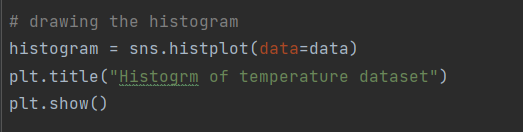 # drawing the histogram
histogram = sns.histplot(data=data)
plt.title("Histogrm of temperature dataset")
plt.show()